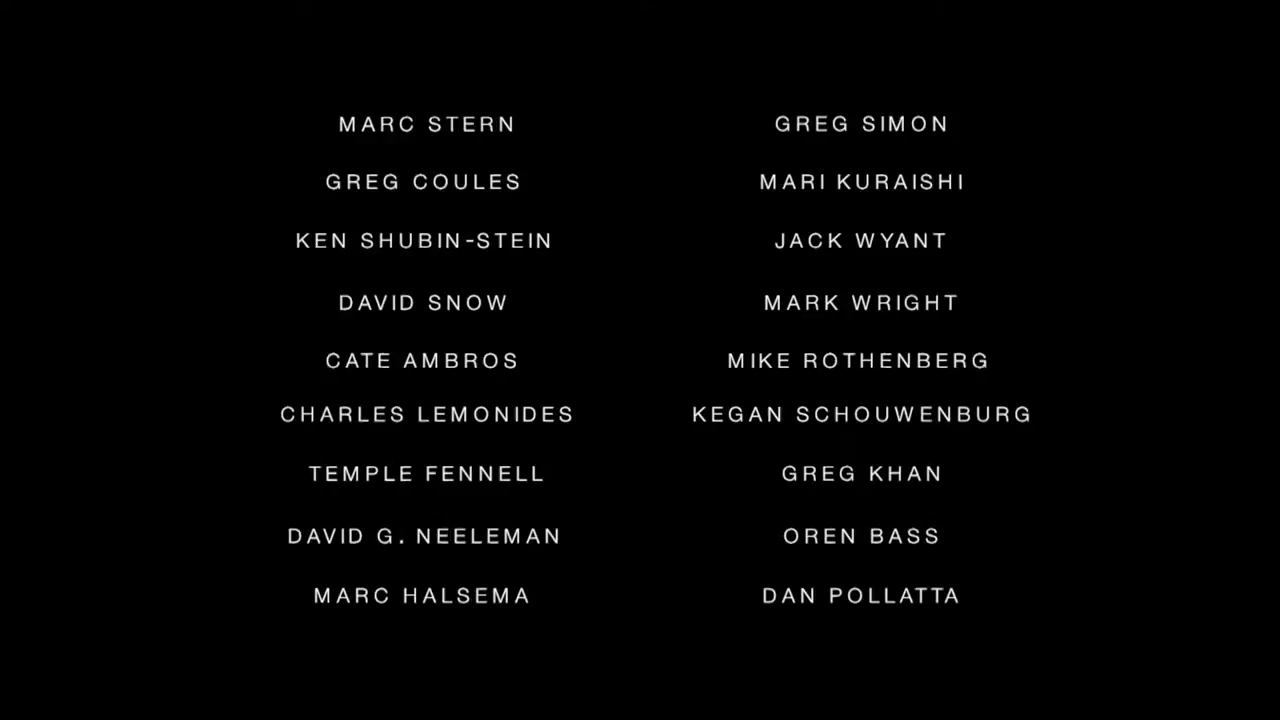 MARC STERN
GREG COULES
KEN SHUBIN-STEIN
DAVID SNOW
CATE AMBROS
CHARLES LEMONIDES
TEMPLE FENNELL
DAVID G. NEELEMAN
MARC HALSEMA
GREG SIMON
MARI KURAISHI
JACK WYANT
MARK WRIGHT
MIKE ROTHENBERG
KEGAN SCHOUWENBURG
GREG KHAN
OREN BASS
DAN POLLATTA